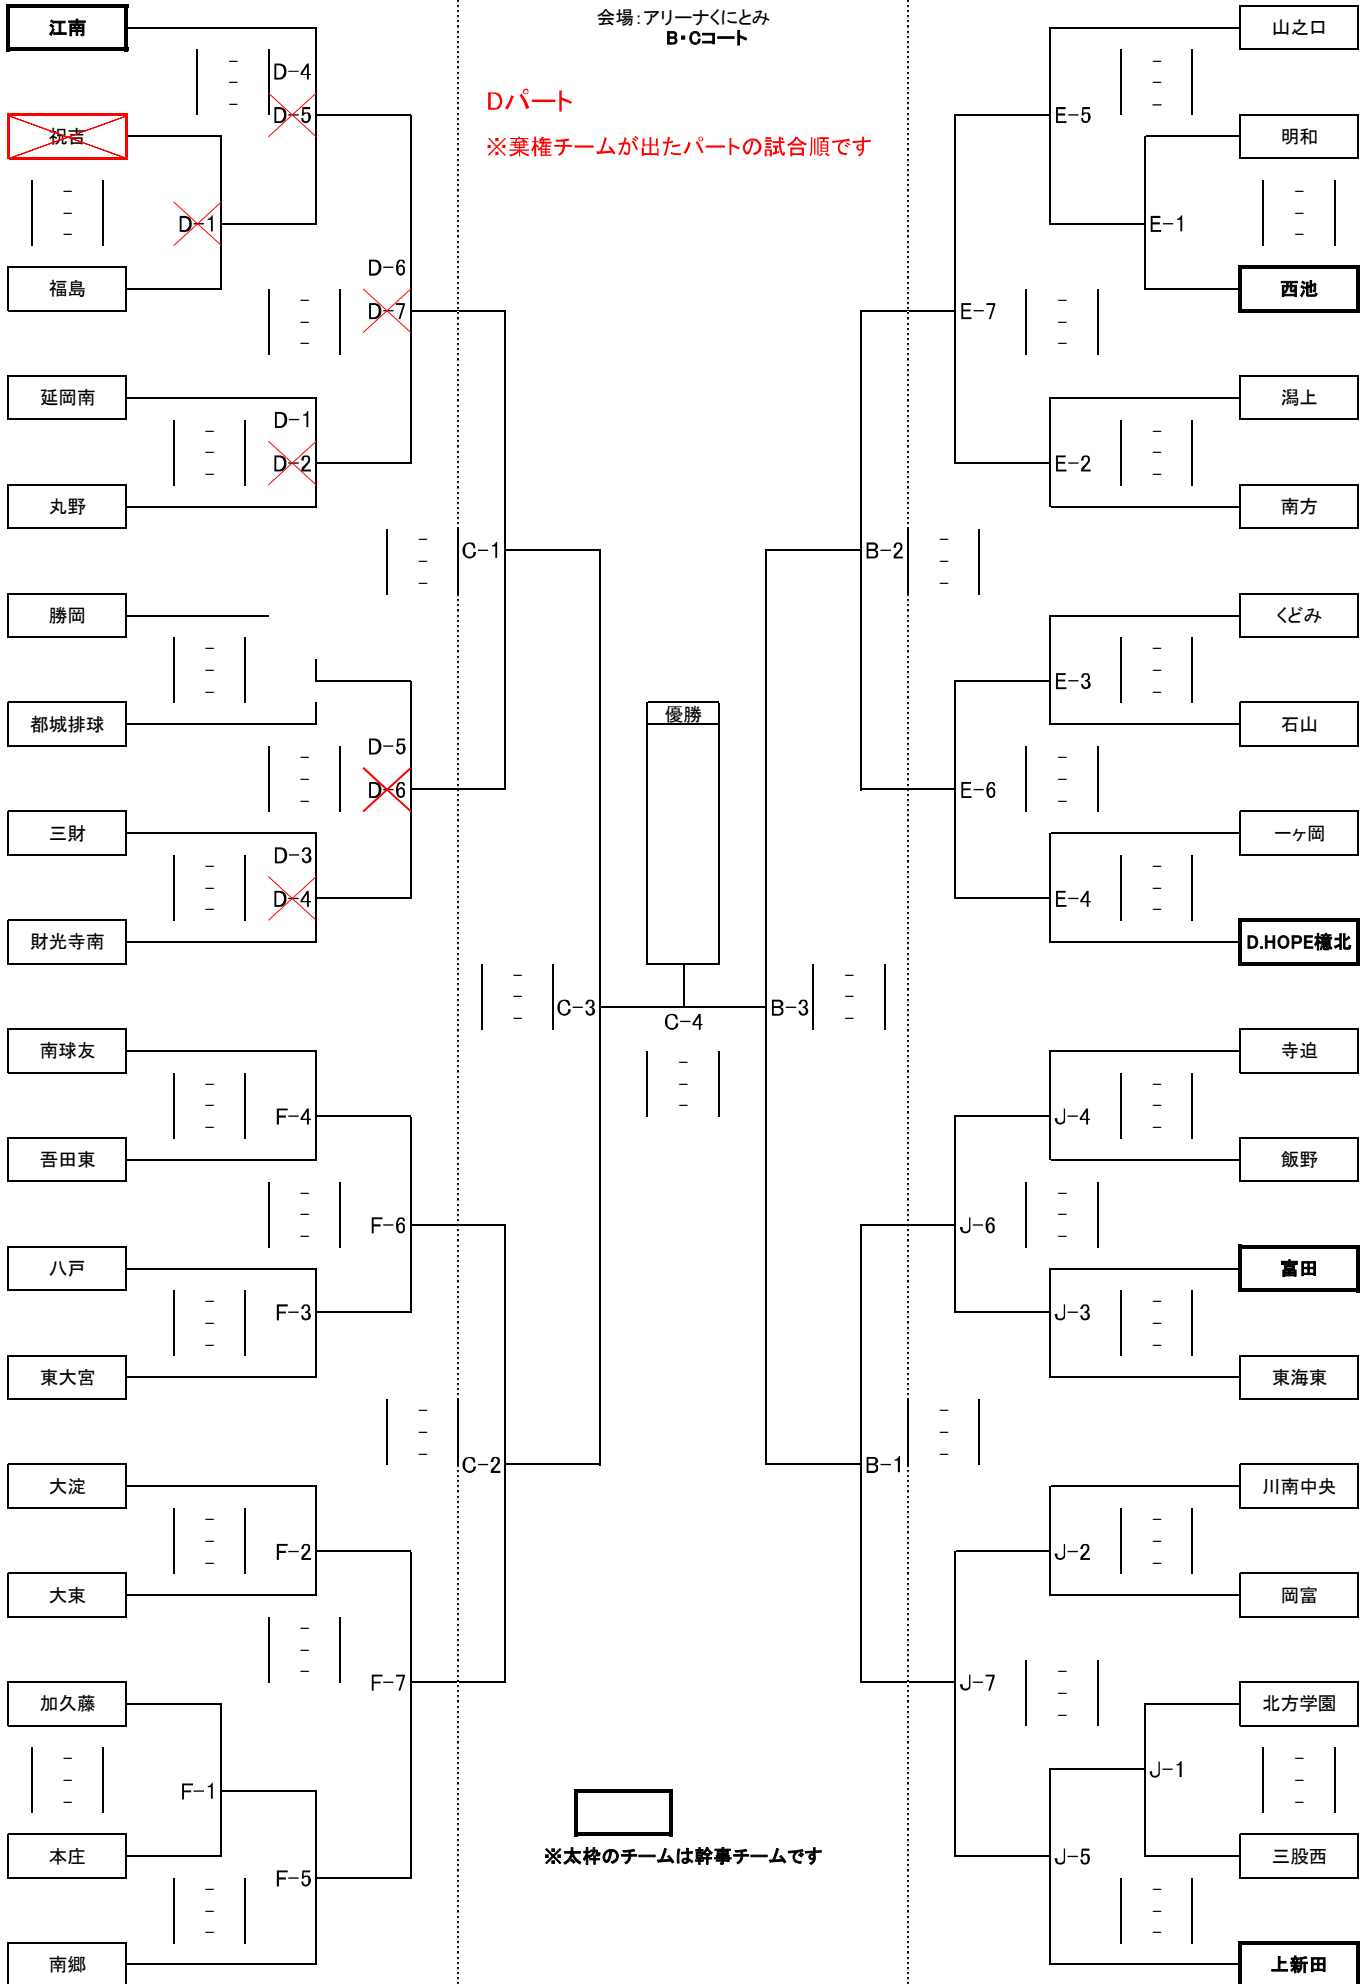 会場：アリーナくにとみ
B・Cコート
Dパート
※棄権チームが出たパートの試合順です
江南
D-4
D-5
祝吉
D-1
福島
D-6
D-7
延岡南
D-1
D-2
丸野
C-1
勝岡
都城排球
D-5
D-6
三財
D-3
D-4
財光寺南
C-3
南球友
F-4
吾田東
F-6
八戸
F-3
東大宮
C-2
大淀
F-2
大束
F-7
加久藤
F-1
本庄
F-5
南郷
優勝
C-4
※太枠のチームは幹事チームです
山之口
E-5
明和
E-1
西池
E-7
潟上
E-2
南方
B-2
くどみ
E-3
石山
E-6
一ヶ岡
E-4
D.HOPE檍北
B-3
寺迫
J-4
飯野
J-6
富田
J-3
東海東
B-1
川南中央
J-2
岡富
J-7
北方学園
J-1
三股西
J-5
上新田